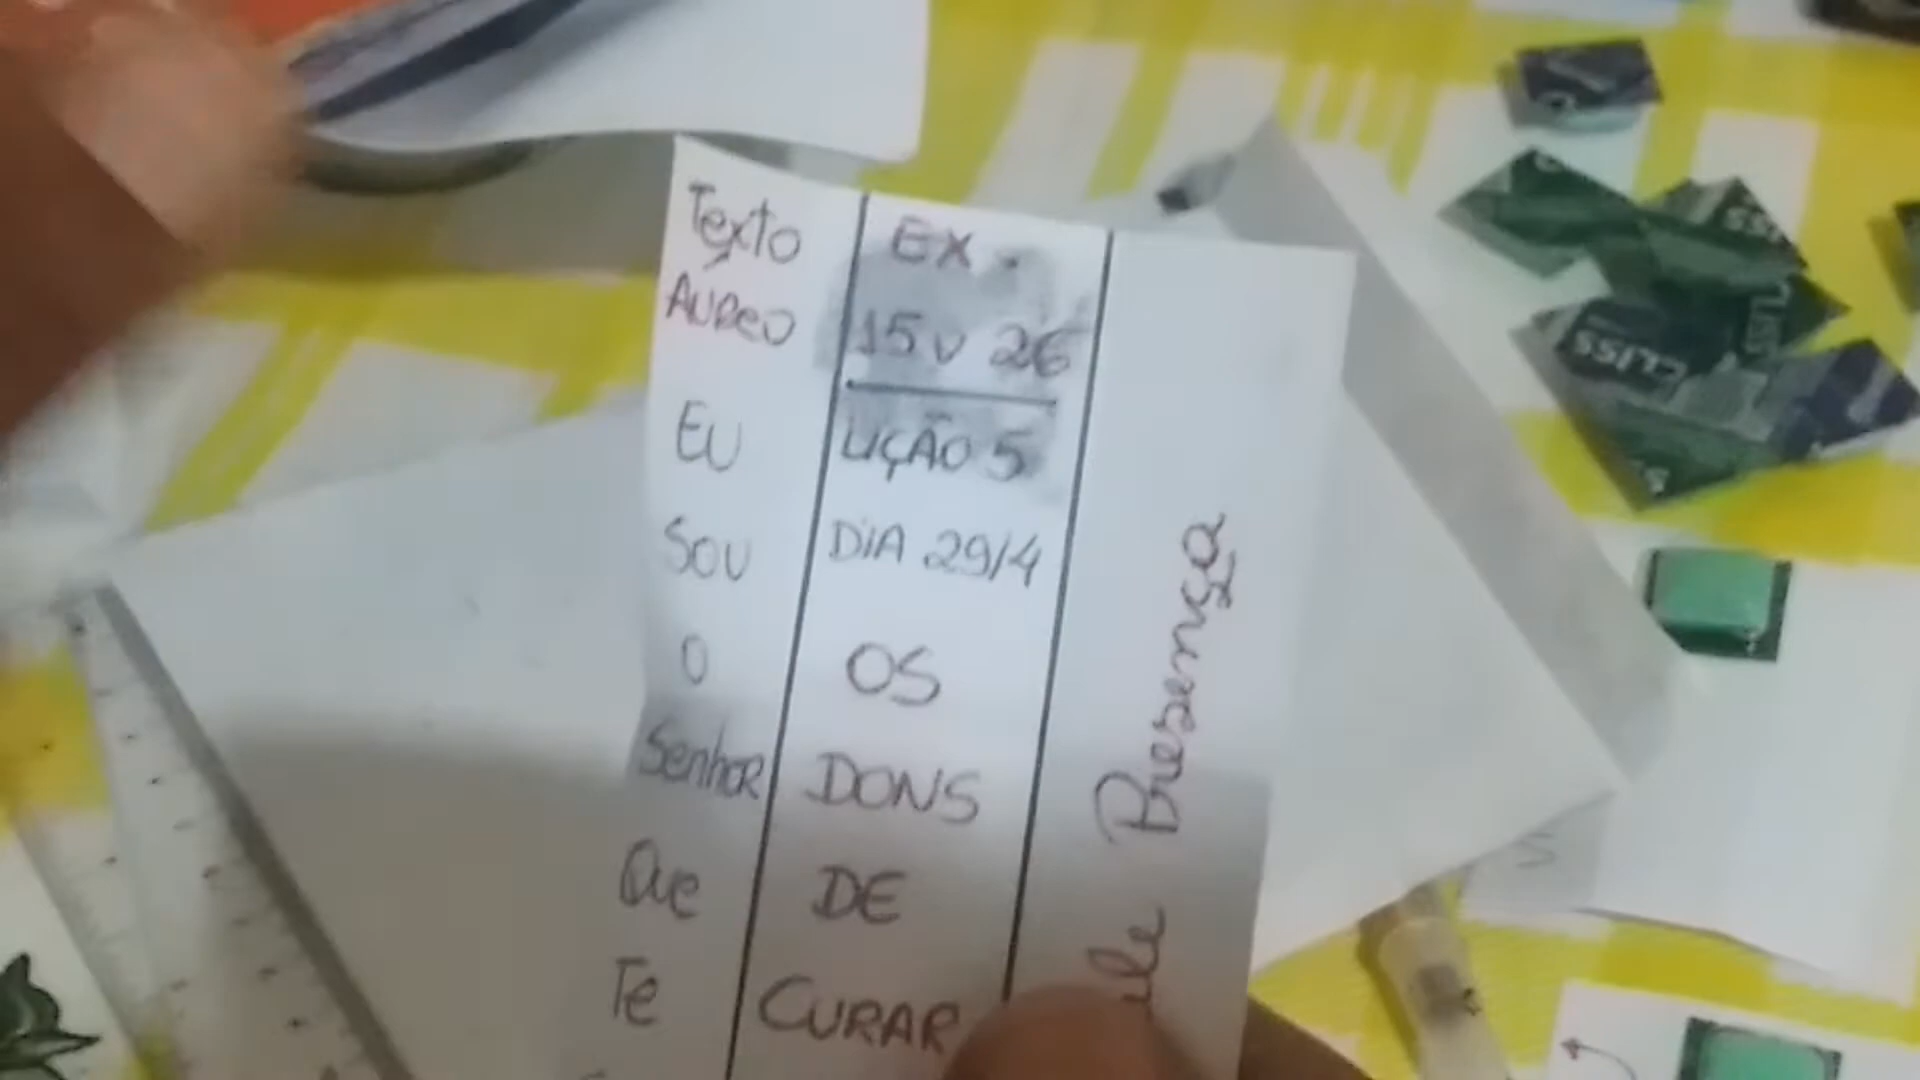 Texto
Aureo
Eu
Sou
O
Senhor
Que
Te
EX.
15 v 26
LIÇÃO 5
DIA 29/4
OS
DONS
DE
CURAR
Presença
CLISS